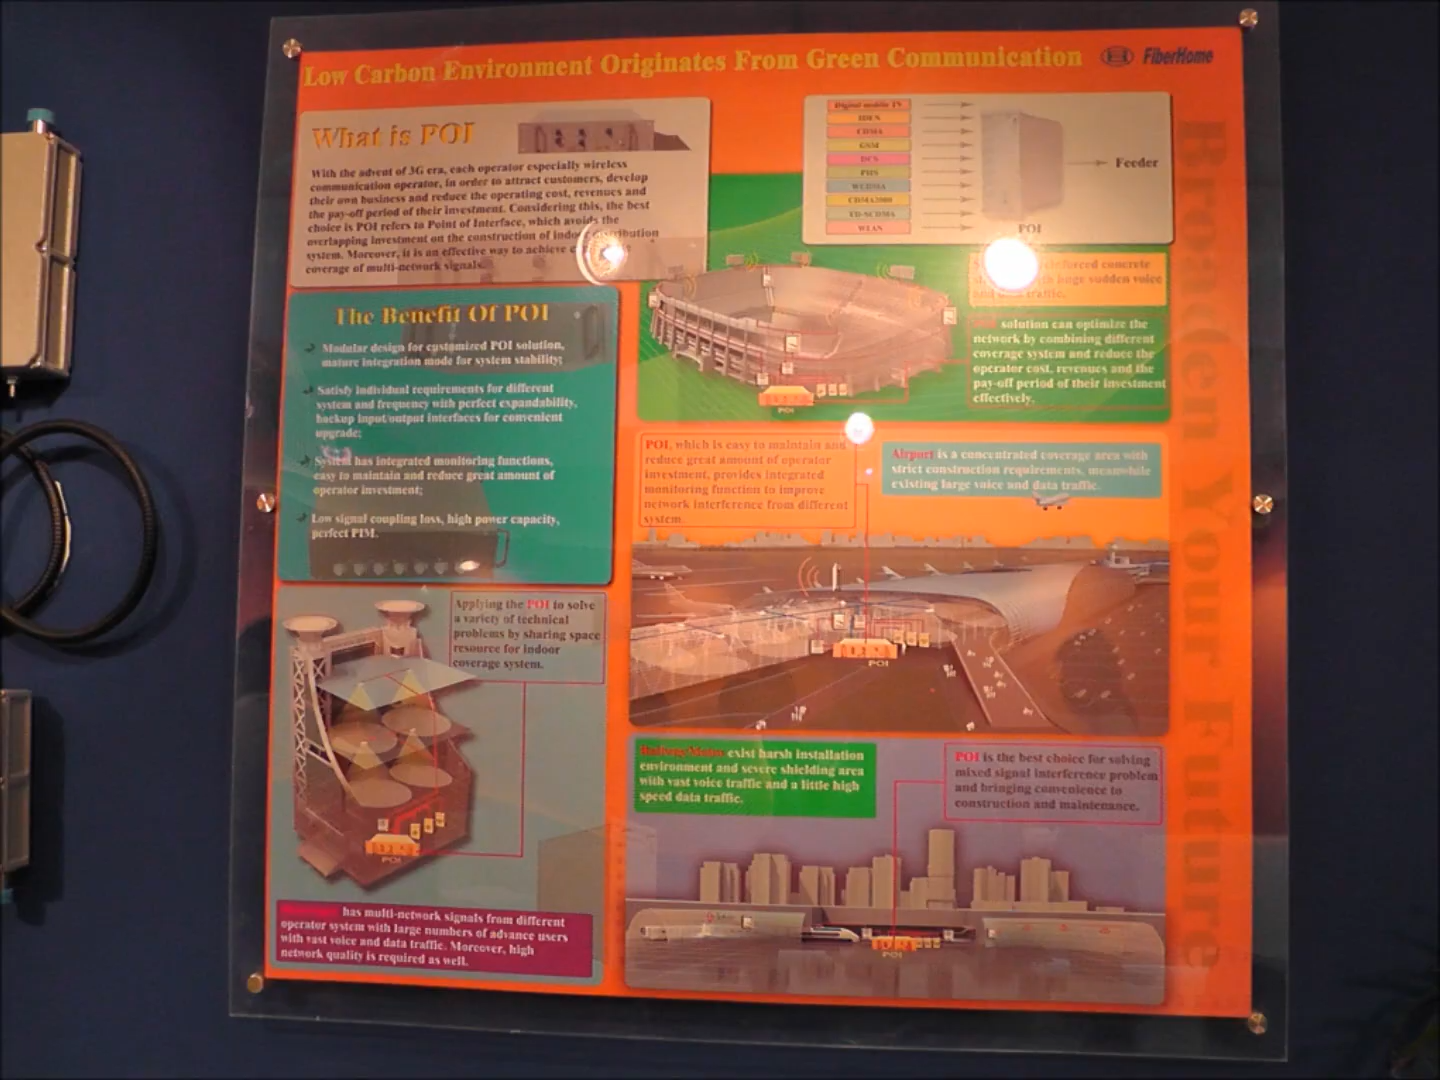 Low Carbon Environment Originates From Green Communication
FiberHome
What is POI
With the advent of 3G era, each operator especially wireless
communication operator, in order to attract customers, develop
their own business and reduce the operating cost, revenues and
the pay-off period of their investment. Considering this, the best
choice is POI refers to Point of Interface, which avoids the
overlapping investment on the construction of indoor distribution
system. Moreover, it is an effective way to achieve
coverage of multi-network signals.
Digital mobile TV
IDEN
CDMA
GSM
DCS
PHS
WCDMA
CDMA2000
TD-SCDMA
WLAN
Feeder
POI
The Benefit Of POI
Modular design for customized POI solution,
mature integration mode for system stability;
Satisfy individual requirements for different
system and frequency with perfect expandability,
backup input/output interfaces for convenient
upgrade;
System has integrated monitoring functions,
easy to maintain and reduce great amount of
operator investment;
Low signal coupling loss, high power capacity,
perfect PIM.
concrete
huge sudden voice
and data traffic.
solution can optimize the
network by combining different
coverage system and reduce the
operator cost, revenues and the
pay-off period of their investment
effectively.
POI
POI, which is easy to maintain and
reduce great amount of operator
investment, provides integrated
monitoring function to improve
network interference from different
system.
Airport is a concentrated coverage area with
strict construction requirements, meanwhile
existing large voice and data traffic.
POI
Applying the POI to solve
a variety of technical
problems by sharing space
resource for indoor
coverage system.
POI
has multi-network signals from different
operator system with large numbers of advance users
with vast voice and data traffic. Moreover, high
network quality is required as well.
exist harsh installation
environment and severe shielding area
with vast voice traffic and a little high
speed data traffic.
POI is the best choice for solving
mixed signal interference problem
and bringing convenience to
construction and maintenance.
POI
Your Future